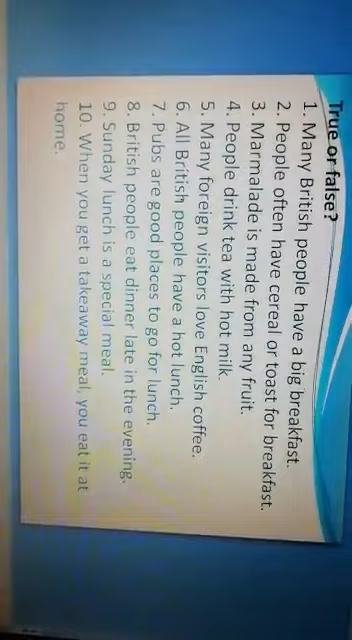 True or false?
1. Many British people have a big breakfast.
2. People often have cereal or toast for breakfast.
3. Marmalade is made from any fruit.
4. People drink tea with hot milk.
5. Many foreign visitors love English coffee.
6. All British people have a hot lunch.
7. Pubs are good places to go for lunch.
8. British people eat dinner late in the evening.
9. Sunday lunch is a special meal.
10. When you get a takeaway meal, you eat it at
home.